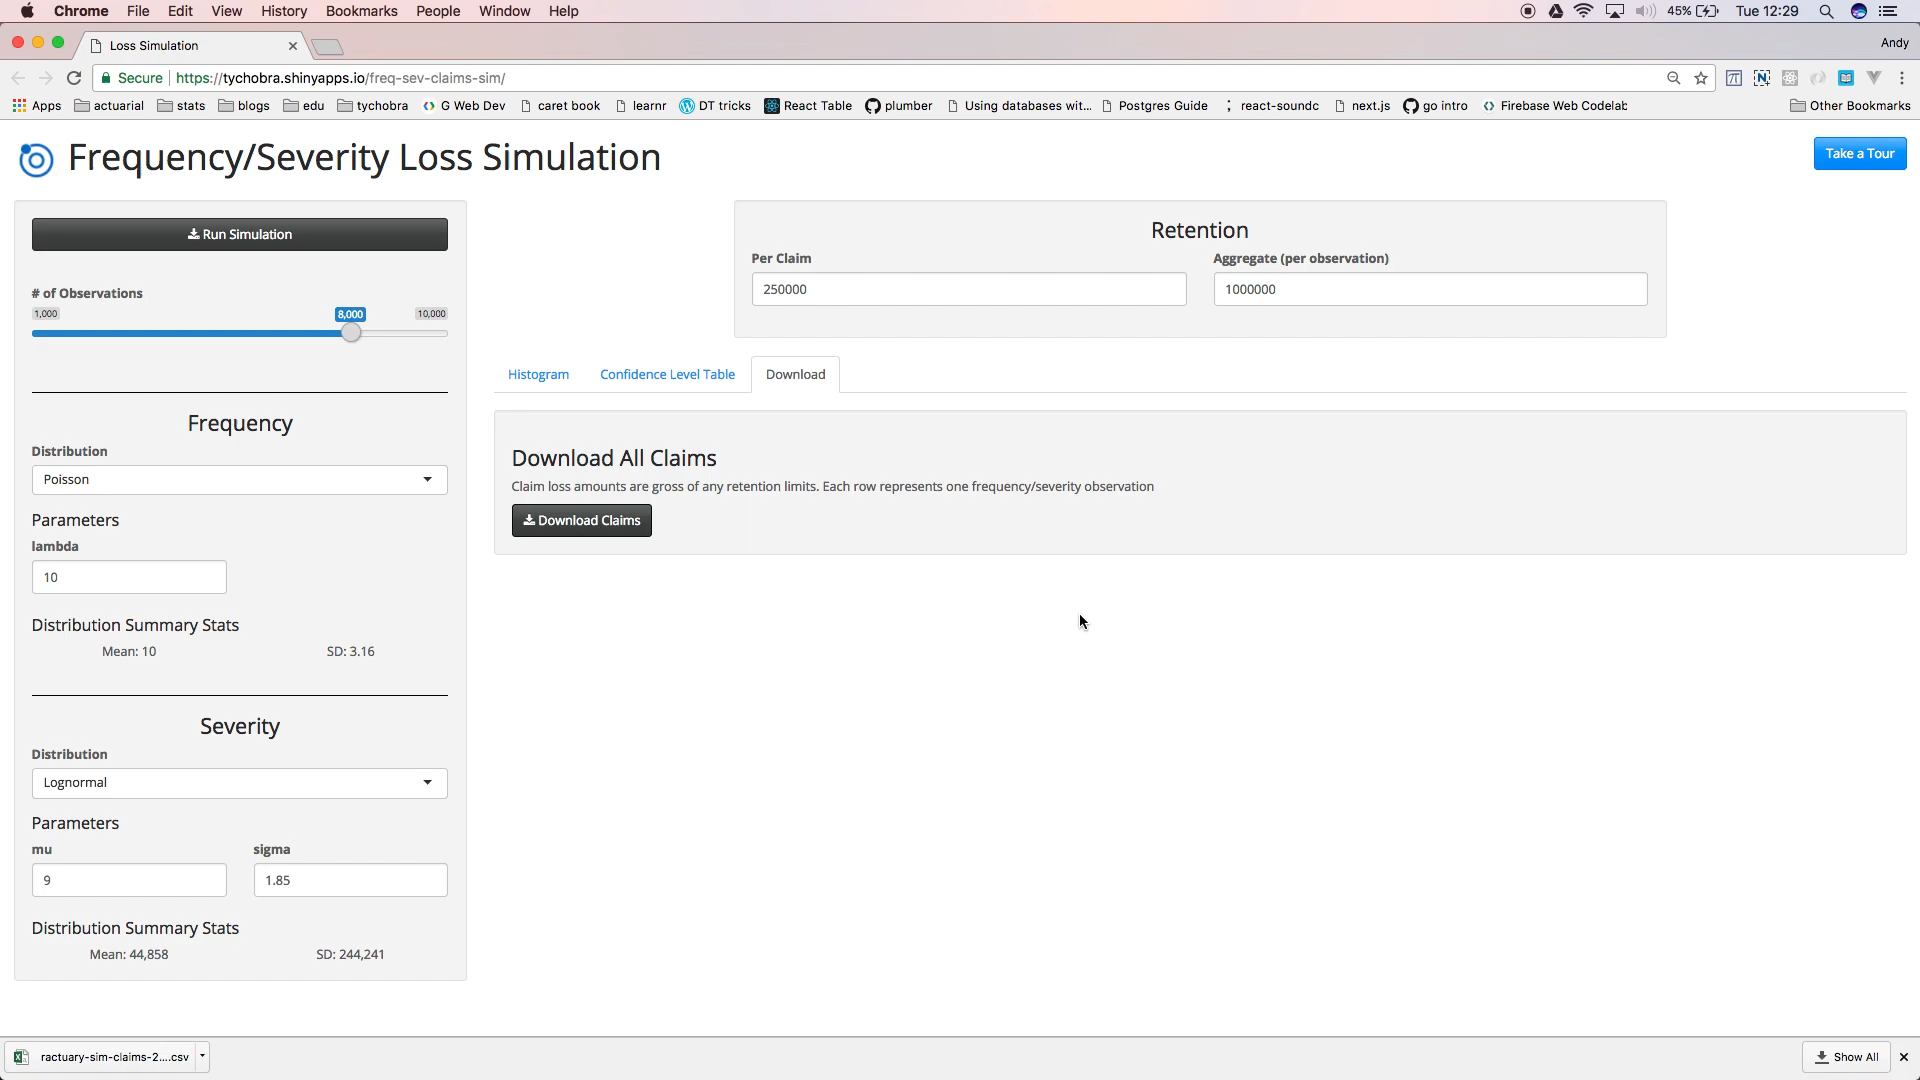 Chrome File Edit View History Bookmarks People Window Help 45% Tue 12:29
Loss Simulation Andy
Secure https://tychobra.shinyapps.io/freq-sev-claims-sim/
Apps actuarial stats blogs edu tychobra G Web Dev caret book learnr DT tricks React Table plumber Using databases wit... Postgres Guide react-soundc next.js go intro Firebase Web Codelab Other Bookmarks
Frequency/Severity Loss Simulation
Take a Tour
Run Simulation
# of Observations
1,000 8,000 10,000
Frequency
Distribution
Poisson
Parameters
lambda
10
Distribution Summary Stats
Mean: 10 SD: 3.16
Severity
Distribution
Lognormal
Parameters
mu sigma
9 1.85
Distribution Summary Stats
Mean: 44,858 SD: 244,241
Retention
Per Claim Aggregate (per observation)
250000 1000000
Histogram Confidence Level Table Download
Download All Claims
Claim loss amounts are gross of any retention limits. Each row represents one frequency/severity observation
Download Claims
ractuary-sim-claims-2....csv Show All